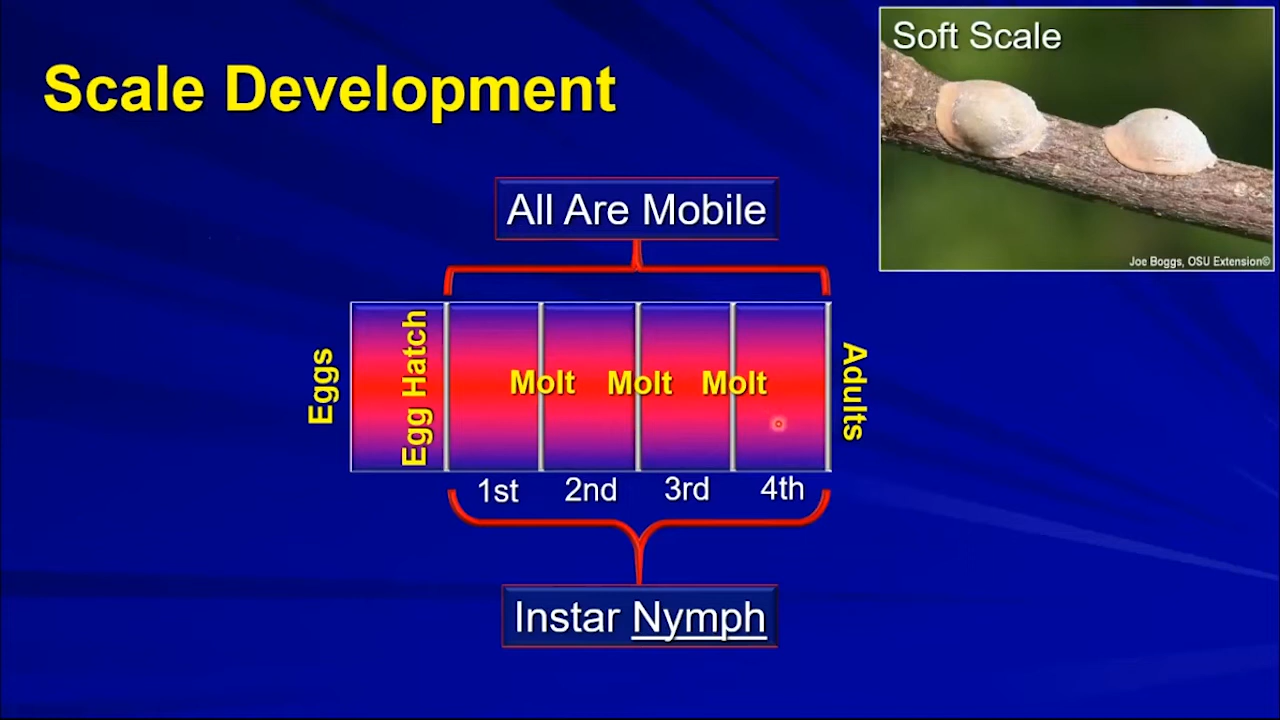 Soft Scale
Scale Development
Joe Boggs, OSU Extension©
All Are Mobile
Eggs
Egg Hatch
Molt
Molt
Molt
Adults
1st
2nd
3rd
4th
Instar Nymph